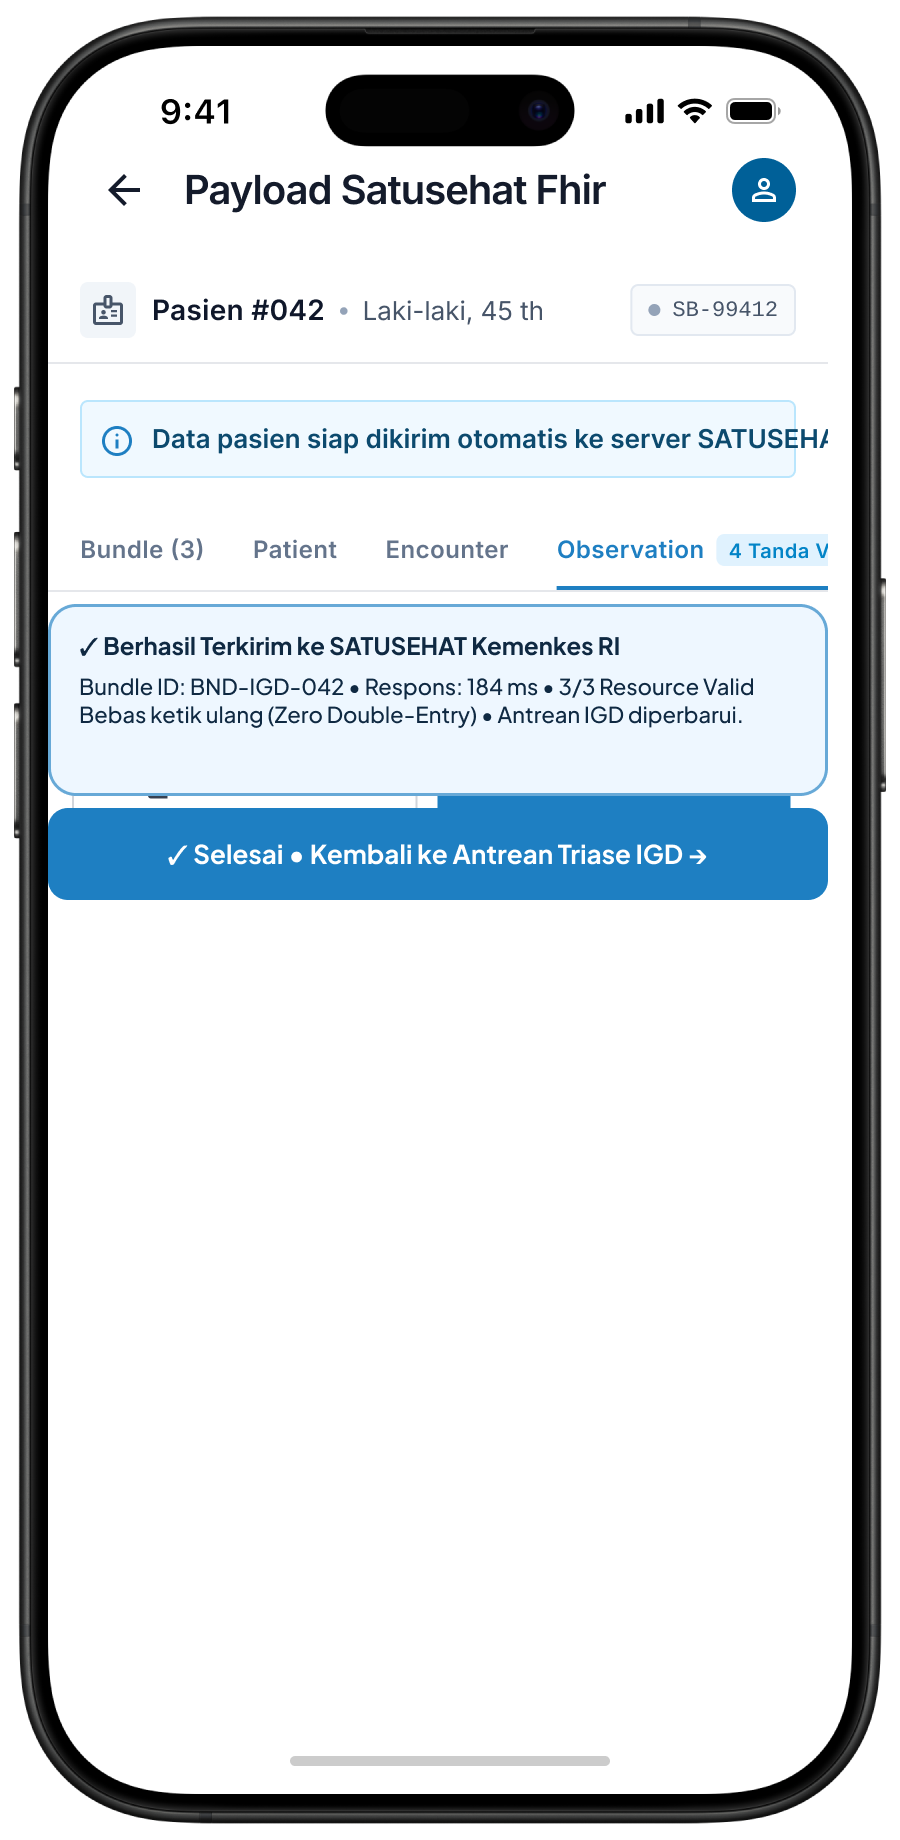 9:41
Payload Satusehat Fhir
Pasien #042 • Laki-laki, 45 th
SB-99412
Data pasien siap dikirim otomatis ke server
Bundle (3) Patient Encounter Observation 4 Tanda
✓ Berhasil Terkirim ke SATUSEHAT Kemenkes RI
Bundle ID: BND-IGD-042 • Respons: 184 ms • 3/3 Resource Valid
Bebas ketik ulang (Zero Double-Entry) • Antrean IGD diperbarui.
✓ Selesai • Kembali ke Antrean Triase IGD →